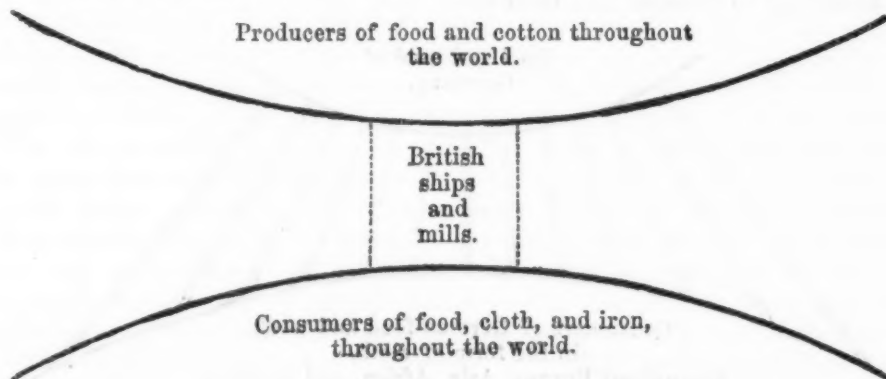 Producers of food and cotton throughout
the world.
British
ships
and
mills.
Consumers of food, cloth, and iron,
throughout the world.